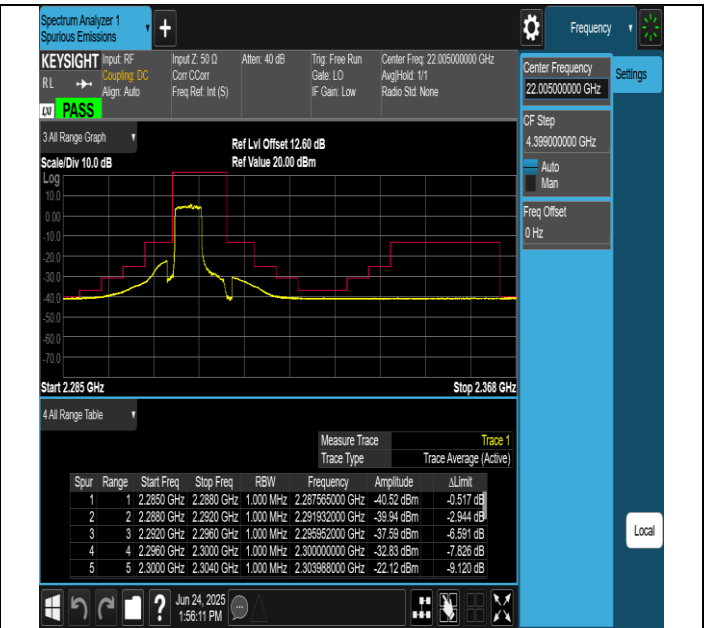 Spectrum Analyzer 1
Spurious Emissions
Frequency
KEYSIGHT
RL
LXI PASS
Input: RF
Coupling: DC
Align: Auto
Input Z: 50 Ω
Corr CCorr
Freq Ref: Int (S)
Atten: 40 dB
Trig: Free Run
Gate: LO
IF Gain: Low
Center Freq: 22.005000000 GHz
Avg|Hold: 1/1
Radio Std: None
Center Frequency
22.005000000 GHz
Settings
CF Step
4.399000000 GHz
Auto
Man
Freq Offset
0 Hz
3 All Range Graph
Ref Lvl Offset 12.60 dB
Scale/Div 10.0 dB
Ref Value 20.00 dBm
Log
10.0
0.00
-10.0
-20.0
-30.0
-40.0
-50.0
-60.0
-70.0
Start 2.285 GHz
Stop 2.368 GHz
4 All Range Table
Measure Trace Trace 1
Trace Type Trace Average (Active)
Spur Range Start Freq Stop Freq RBW Frequency Amplitude ΔLimit
1 1 2.2850 GHz 2.2880 GHz 1.000 MHz 2.287565000 GHz -40.52 dBm -0.517 dB
2 2 2.2880 GHz 2.2920 GHz 1.000 MHz 2.291932000 GHz -39.94 dBm -2.944 dB
3 3 2.2920 GHz 2.2960 GHz 1.000 MHz 2.295952000 GHz -37.59 dBm -6.591 dB
4 4 2.2960 GHz 2.3000 GHz 1.000 MHz 2.300000000 GHz -32.83 dBm -7.826 dB
5 5 2.3000 GHz 2.3040 GHz 1.000 MHz 2.303988000 GHz -22.12 dBm -9.120 dB
Local
Jun 24, 2025
1:56:11 PM